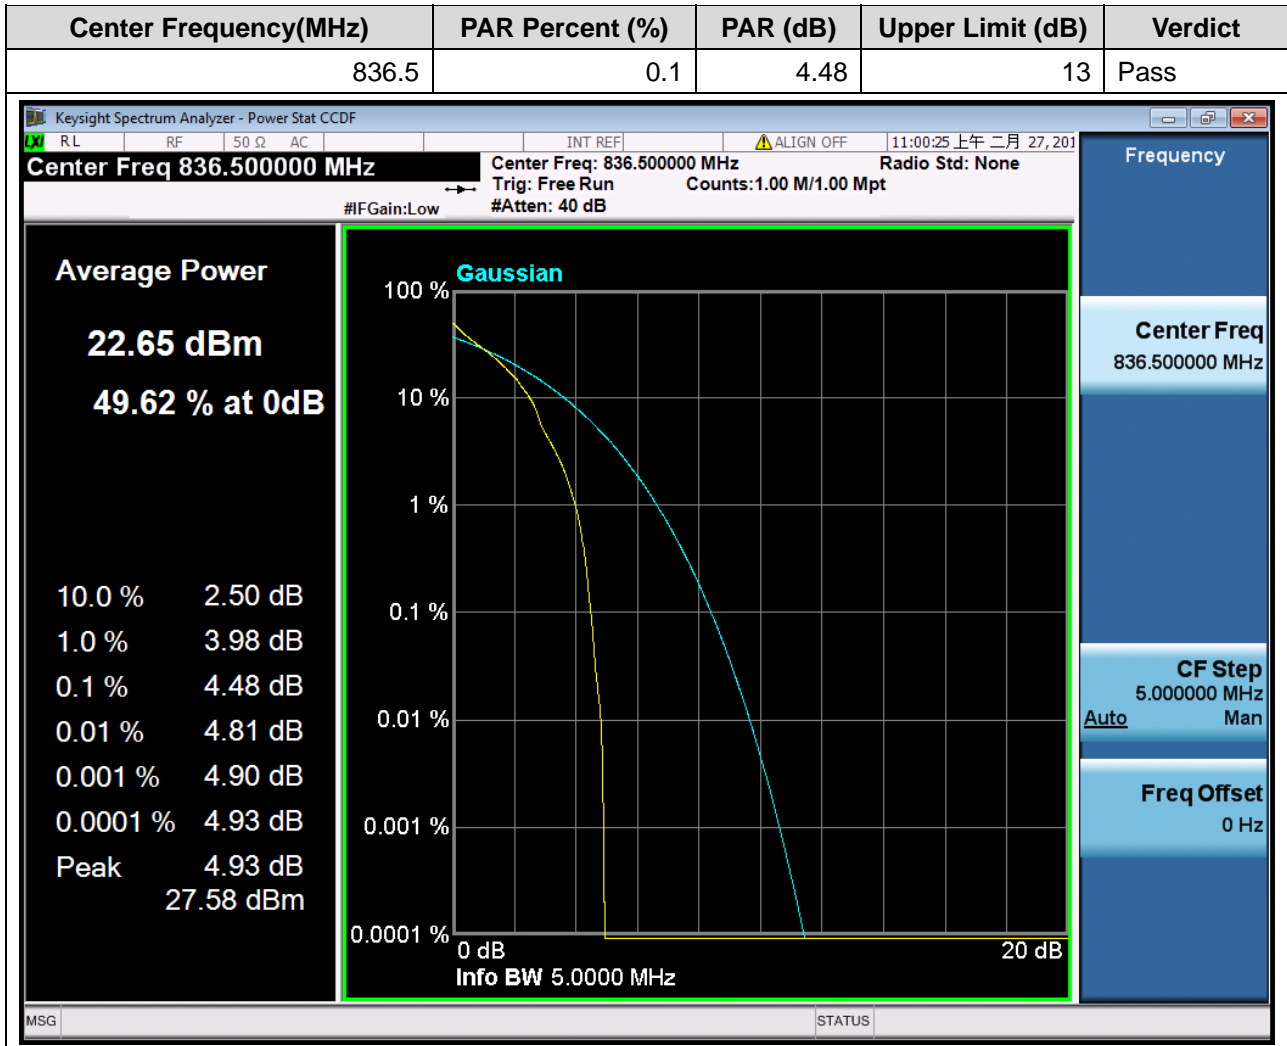 Center Frequency(MHz) PAR Percent (%) PAR (dB) Upper Limit (dB) Verdict
836.5 0.1 4.48 13 Pass
Keysight Spectrum Analyzer - Power Stat CCDF
LXI RL RF 50 Ω AC INT REF ALIGN OFF 11:00:25 上午 二月 27, 201
Center Freq 836.500000 MHz
Center Freq: 836.500000 MHz Radio Std: None
Trig: Free Run Counts:1.00 M/1.00 Mpt
#IFGain:Low #Atten: 40 dB
Average Power
22.65 dBm
49.62 % at 0dB
10.0 % 2.50 dB
1.0 % 3.98 dB
0.1 % 4.48 dB
0.01 % 4.81 dB
0.001 % 4.90 dB
0.0001 % 4.93 dB
Peak 4.93 dB
27.58 dBm
Gaussian
100 %
10 %
1 %
0.1 %
0.01 %
0.001 %
0.0001 %
0 dB 20 dB
Info BW 5.0000 MHz
Frequency
Center Freq
836.500000 MHz
CF Step
5.000000 MHz
Auto Man
Freq Offset
0 Hz
MSG STATUS